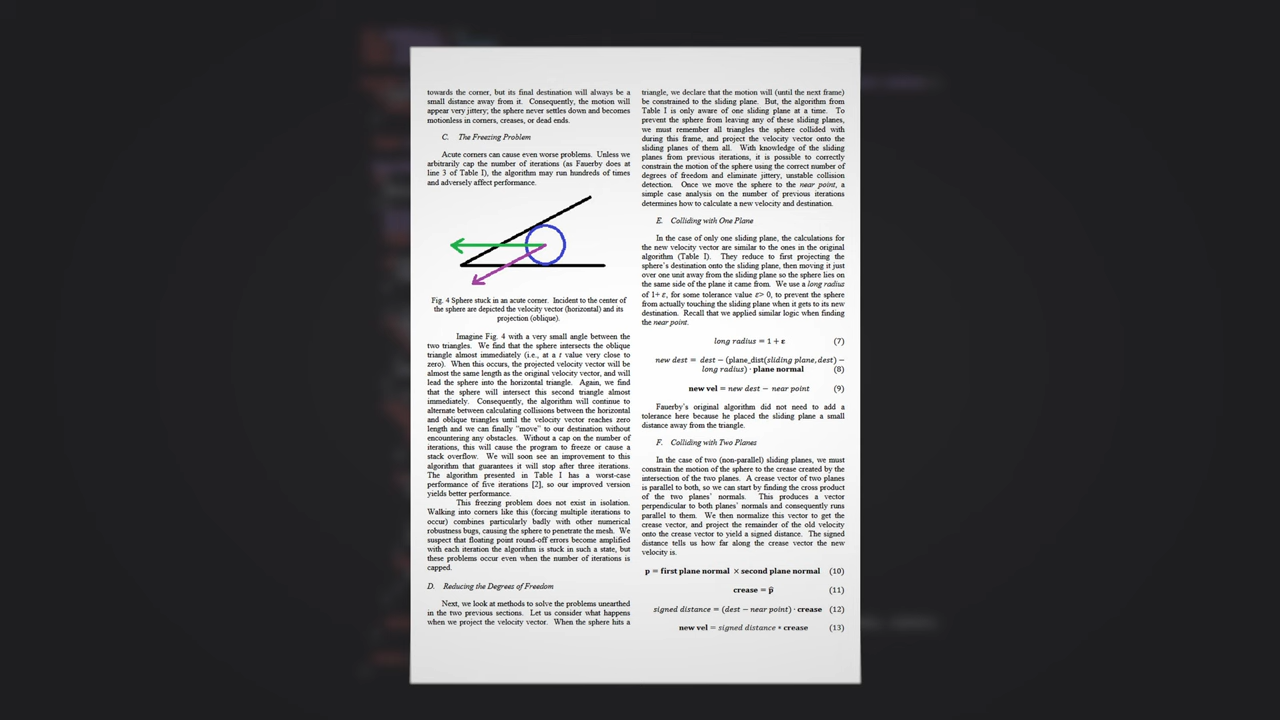 towards the corner, but its final destination will always be a
small distance away from it. Consequently, the motion will
appear very jittery; the sphere never settles down and becomes
motionless in corners, creases, or dead ends.
C. The Freezing Problem
Acute corners can cause even worse problems. Unless we
arbitrarily cap the number of iterations (as Fauerby does at
line 3 of Table I), the algorithm may run hundreds of times
and adversely affect performance.
Fig. 4 Sphere stuck in an acute corner. Incident to the center of
the sphere are depicted the velocity vector (horizontal) and its
projection (oblique).
Imagine Fig. 4 with a very small angle between the
two triangles. We find that the sphere intersects the oblique
triangle almost immediately (i.e., at a t value very close to
zero). When this occurs, the projected velocity vector will be
almost the same length as the original velocity vector, and will
lead the sphere into the horizontal triangle. Again, we find
that the sphere will intersect this second triangle almost
immediately. Consequently, the algorithm will continue to
alternate between calculating collisions between the horizontal
and oblique triangles until the velocity vector reaches zero
length and we can finally "move" to our destination without
encountering any obstacles. Without a cap on the number of
iterations, this will cause the program to freeze or cause a
stack overflow. We will soon see an improvement to this
algorithm that guarantees it will stop after three iterations.
The algorithm presented in Table I has a worst-case
performance of five iterations [2], so our improved version
yields better performance.
This freezing problem does not exist in isolation.
Walking into corners like this (forcing multiple iterations to
occur) combines particularly badly with other numerical
robustness bugs, causing the sphere to penetrate the mesh. We
suspect that floating point round-off errors become amplified
with each iteration the algorithm is stuck in such a state, but
these problems occur even when the number of iterations is
capped.
D. Reducing the Degrees of Freedom
Next, we look at methods to solve the problems unearthed
in the two previous sections. Let us consider what happens
when we project the velocity vector. When the sphere hits a
triangle, we declare that the motion will (until the next frame)
be constrained to the sliding plane. But, the algorithm from
Table I is only aware of one sliding plane at a time. To
prevent the sphere from leaving any of these sliding planes,
we must remember all triangles the sphere collided with
during this frame, and project the velocity vector onto the
sliding planes of them all. With knowledge of the sliding
planes from previous iterations, it is possible to correctly
constrain the motion of the sphere using the correct number of
degrees of freedom and eliminate jittery, unstable collision
detection. Once we move the sphere to the near point, a
simple case analysis on the number of previous iterations
determines how to calculate a new velocity and destination.
E. Colliding with One Plane
In the case of only one sliding plane, the calculations for
the new velocity vector are similar to the ones in the original
algorithm (Table I). They reduce to first projecting the
sphere's destination onto the sliding plane, then moving it just
over one unit away from the sliding plane so the sphere lies on
the same side of the plane it came from. We use a long radius
of 1+ ε, for some tolerance value ε> 0, to prevent the sphere
from actually touching the sliding plane when it gets to its new
destination. Recall that we applied similar logic when finding
the near point.
long radius = 1 + ε (7)
new dest = dest − (plane_dist(sliding plane, dest) −
long radius) · plane normal (8)
new vel = new dest − near point (9)
Fauerby's original algorithm did not need to add a
tolerance here because he placed the sliding plane a small
distance away from the triangle.
F. Colliding with Two Planes
In the case of two (non-parallel) sliding planes, we must
constrain the motion of the sphere to the crease created by the
intersection of the two planes. A crease vector of two planes
is parallel to both, so we can start by finding the cross product
of the two planes' normals. This produces a vector
perpendicular to both planes' normals and consequently runs
parallel to them. We then normalize this vector to get the
crease vector, and project the remainder of the old velocity
onto the crease vector to yield a signed distance. The signed
distance tells us how far along the crease vector the new
velocity is.
p = first plane normal × second plane normal (10)
crease = p̂ (11)
signed distance = (dest − near point) · crease (12)
new vel = signed distance * crease (13)